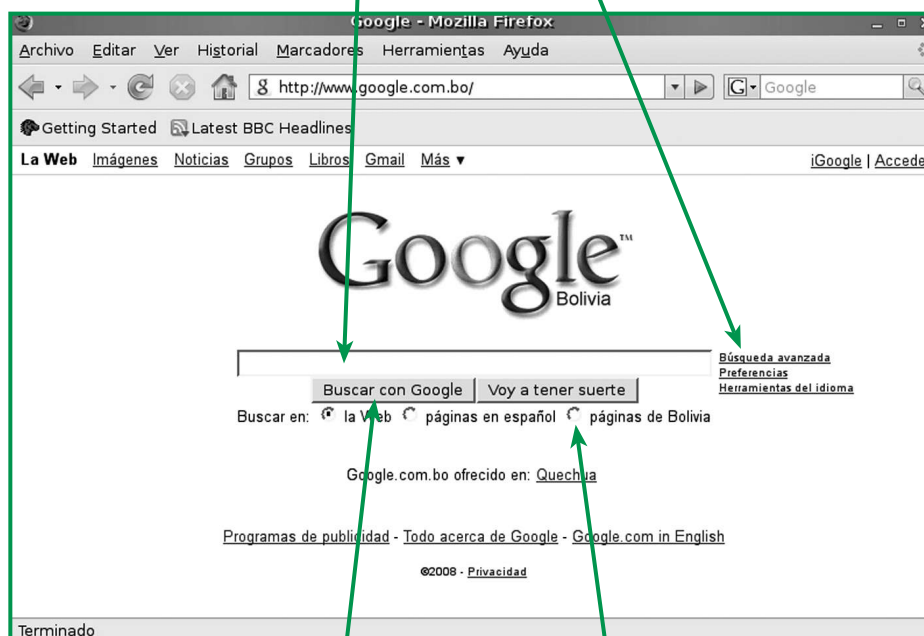 Google - Mozilla Firefox
Archivo Editar Ver Historial Marcadores Herramientas Ayuda
http://www.google.com.bo/ G Google
Getting Started Latest BBC Headlines
La Web Imágenes Noticias Grupos Libros Gmail Más ▼ iGoogle | Accede
Google™
Bolivia
Búsqueda avanzada
Preferencias
Herramientas del idioma
Buscar con Google Voy a tener suerte
Buscar en: la Web páginas en español páginas de Bolivia
Google.com.bo ofrecido en: Quechua
Programas de publicidad - Todo acerca de Google - Google.com in English
©2008 - Privacidad
Terminado